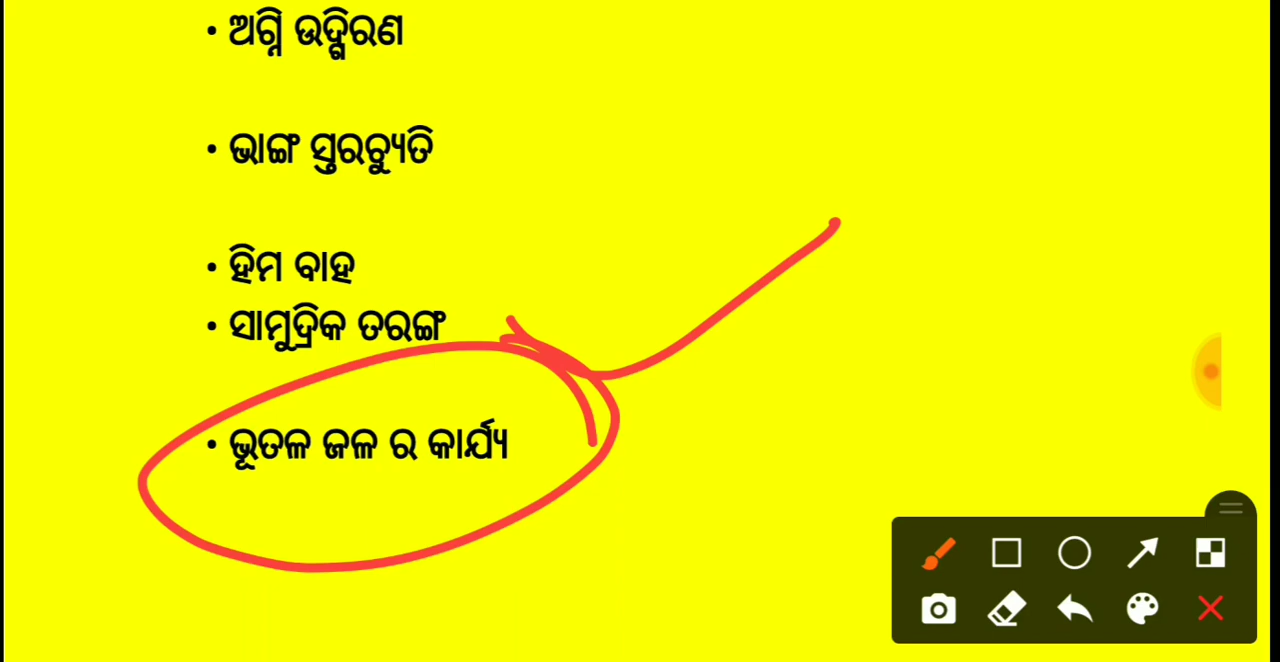 • ଅଗ୍ନି ଉଦ୍ଗିରଣ
• ଭାଙ୍ଗ ସ୍ତରଚ୍ୟୁତି
• ହିମ ବାହ
• ସାମୁଦ୍ରିକ ତରଙ୍ଗ
• ଭୂତଳ ଜଳ ର କାର୍ଯ୍ୟ